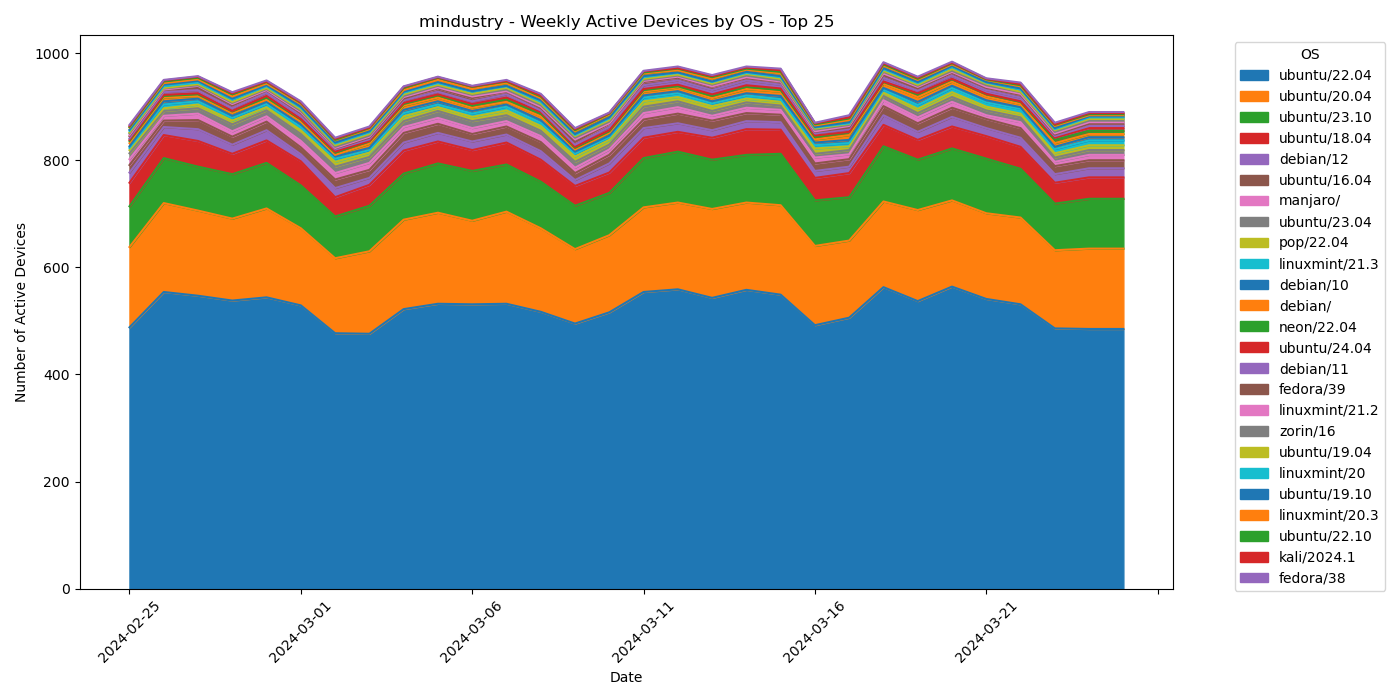 mindustry - Weekly Active Devices by OS - Top 25
Number of Active Devices
1000
800
600
400
200
0
2024-02-25
2024-03-01
2024-03-06
2024-03-11
2024-03-16
2024-03-21
Date
OS
ubuntu/22.04
ubuntu/20.04
ubuntu/23.10
ubuntu/18.04
debian/12
ubuntu/16.04
manjaro/
ubuntu/23.04
pop/22.04
linuxmint/21.3
debian/10
debian/
neon/22.04
ubuntu/24.04
debian/11
fedora/39
linuxmint/21.2
zorin/16
ubuntu/19.04
linuxmint/20
ubuntu/19.10
linuxmint/20.3
ubuntu/22.10
kali/2024.1
fedora/38